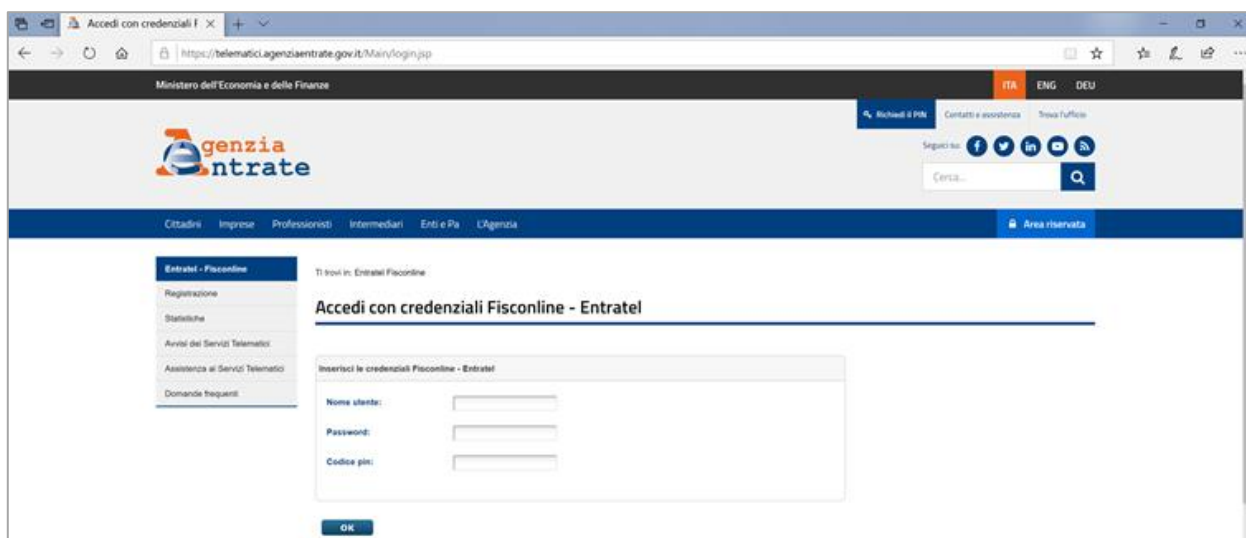 Accedi con credenziali F
https://telematici.agenziaentrate.gov.it/Main/login.jsp
Ministero dell'Economia e delle Finanze
ITA ENG DEU
Richiedi il PIN Contatti e assistenza Trova l'ufficio
Agenzia
Entrate
Seguici su:
Cerca...
Cittadini Imprese Professionisti Intermediari Enti e Pa L'Agenzia Area riservata
Entratel - Fisconline
Registrazione
Statistiche
Avvisi dei Servizi Telematici
Assistenza ai Servizi Telematici
Domande frequenti
Ti trovi in: Entratel Fisconline
Accedi con credenziali Fisconline - Entratel
Inserisci le credenziali Fisconline - Entratel
Nome utente:
Password:
Codice pin:
OK